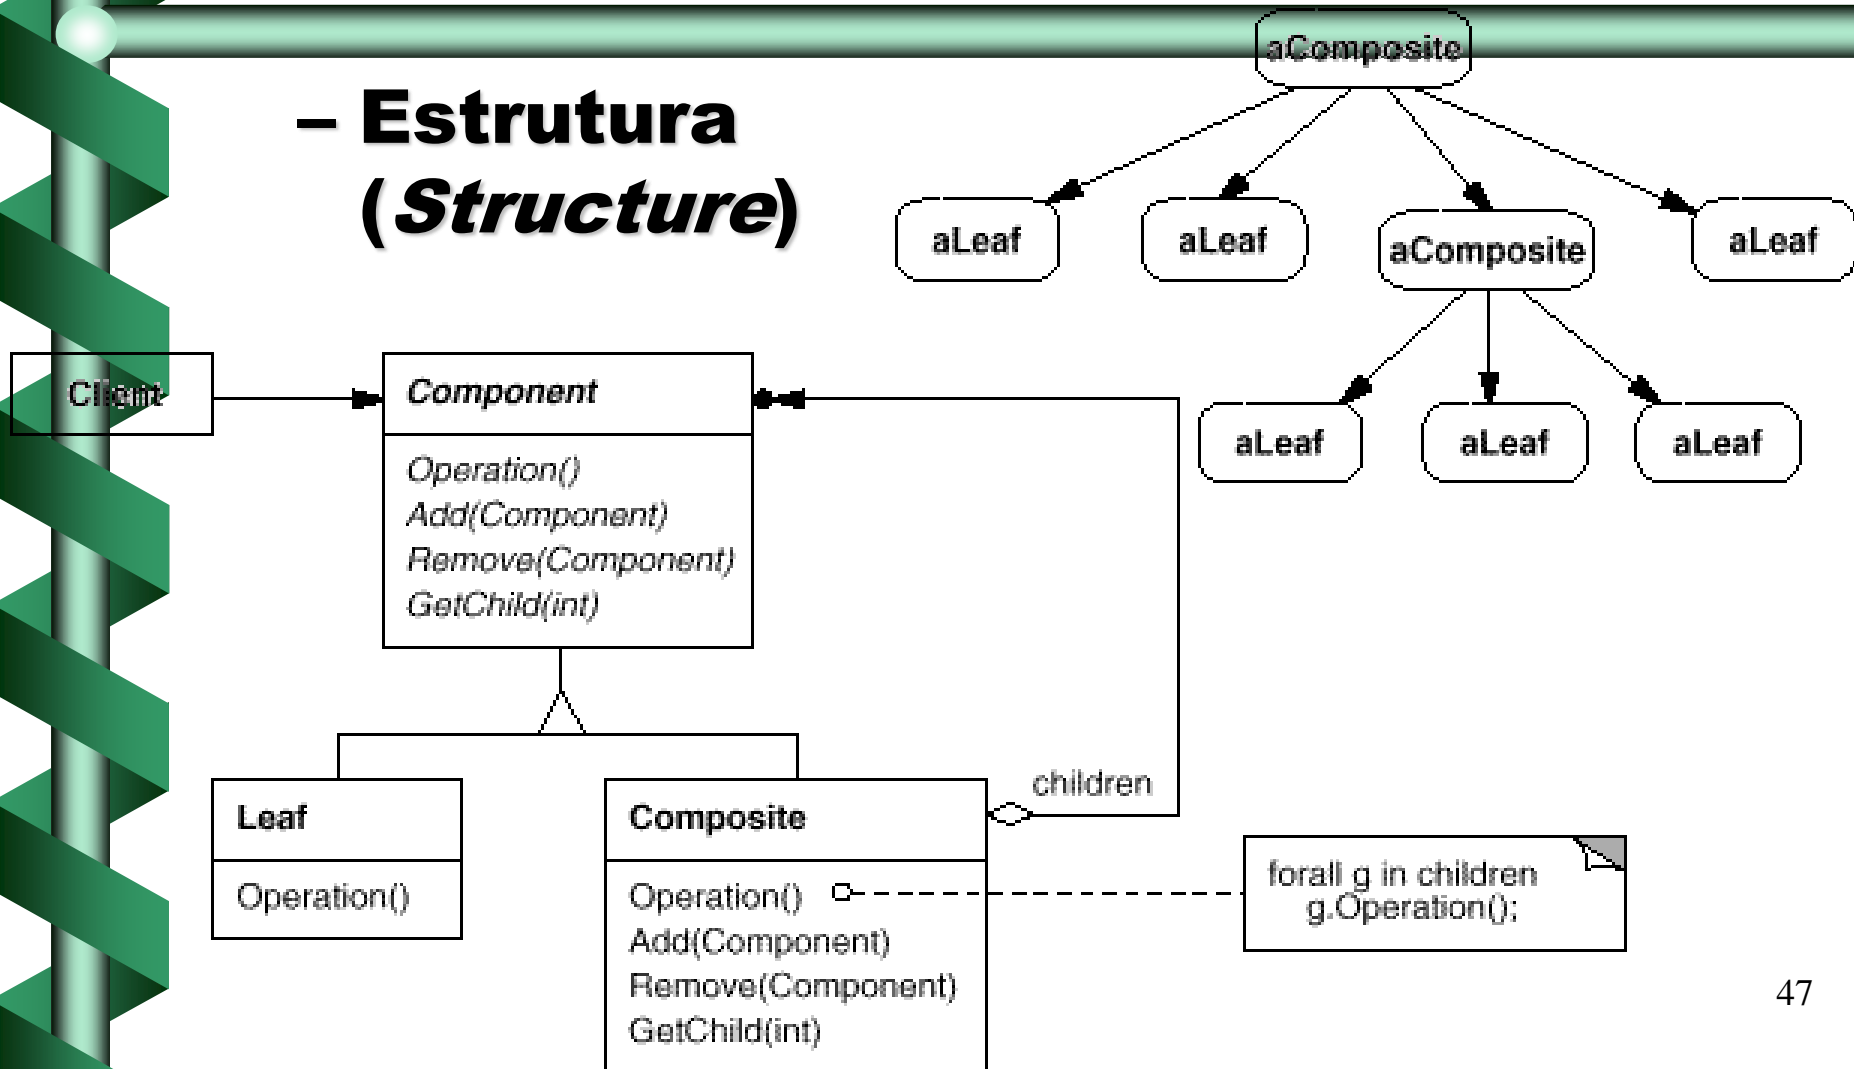 aComposite
– Estrutura
(Structure)
aLeaf
aLeaf
aComposite
aLeaf
aLeaf
aLeaf
aLeaf
Client
Component
Operation()
Add(Component)
Remove(Component)
GetChild(int)
children
Leaf
Operation()
Composite
Operation()
Add(Component)
Remove(Component)
GetChild(int)
forall g in children
g.Operation();
47